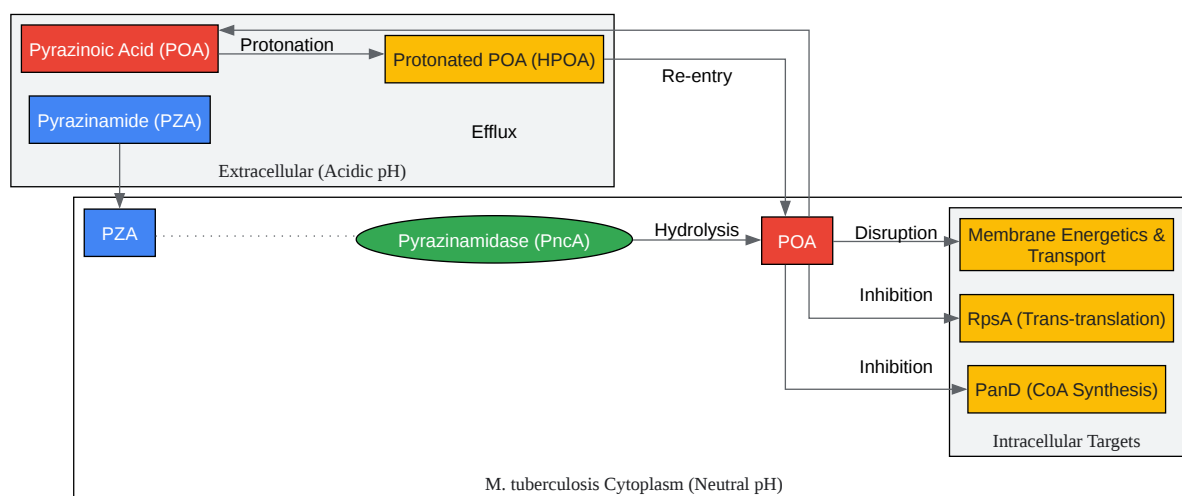 Pyrazinoic Acid (POA)
Protonation
Protonated POA (HPOA)
Re-entry
Pyrazinamide (PZA)
Efflux
Extracellular (Acidic pH)
PZA
Pyrazinamidase (PncA)
Hydrolysis
POA
Disruption
Membrane Energetics &
Transport
Inhibition
RpsA (Trans-translation)
Inhibition
PanD (CoA Synthesis)
Intracellular Targets
M. tuberculosis Cytoplasm (Neutral pH)